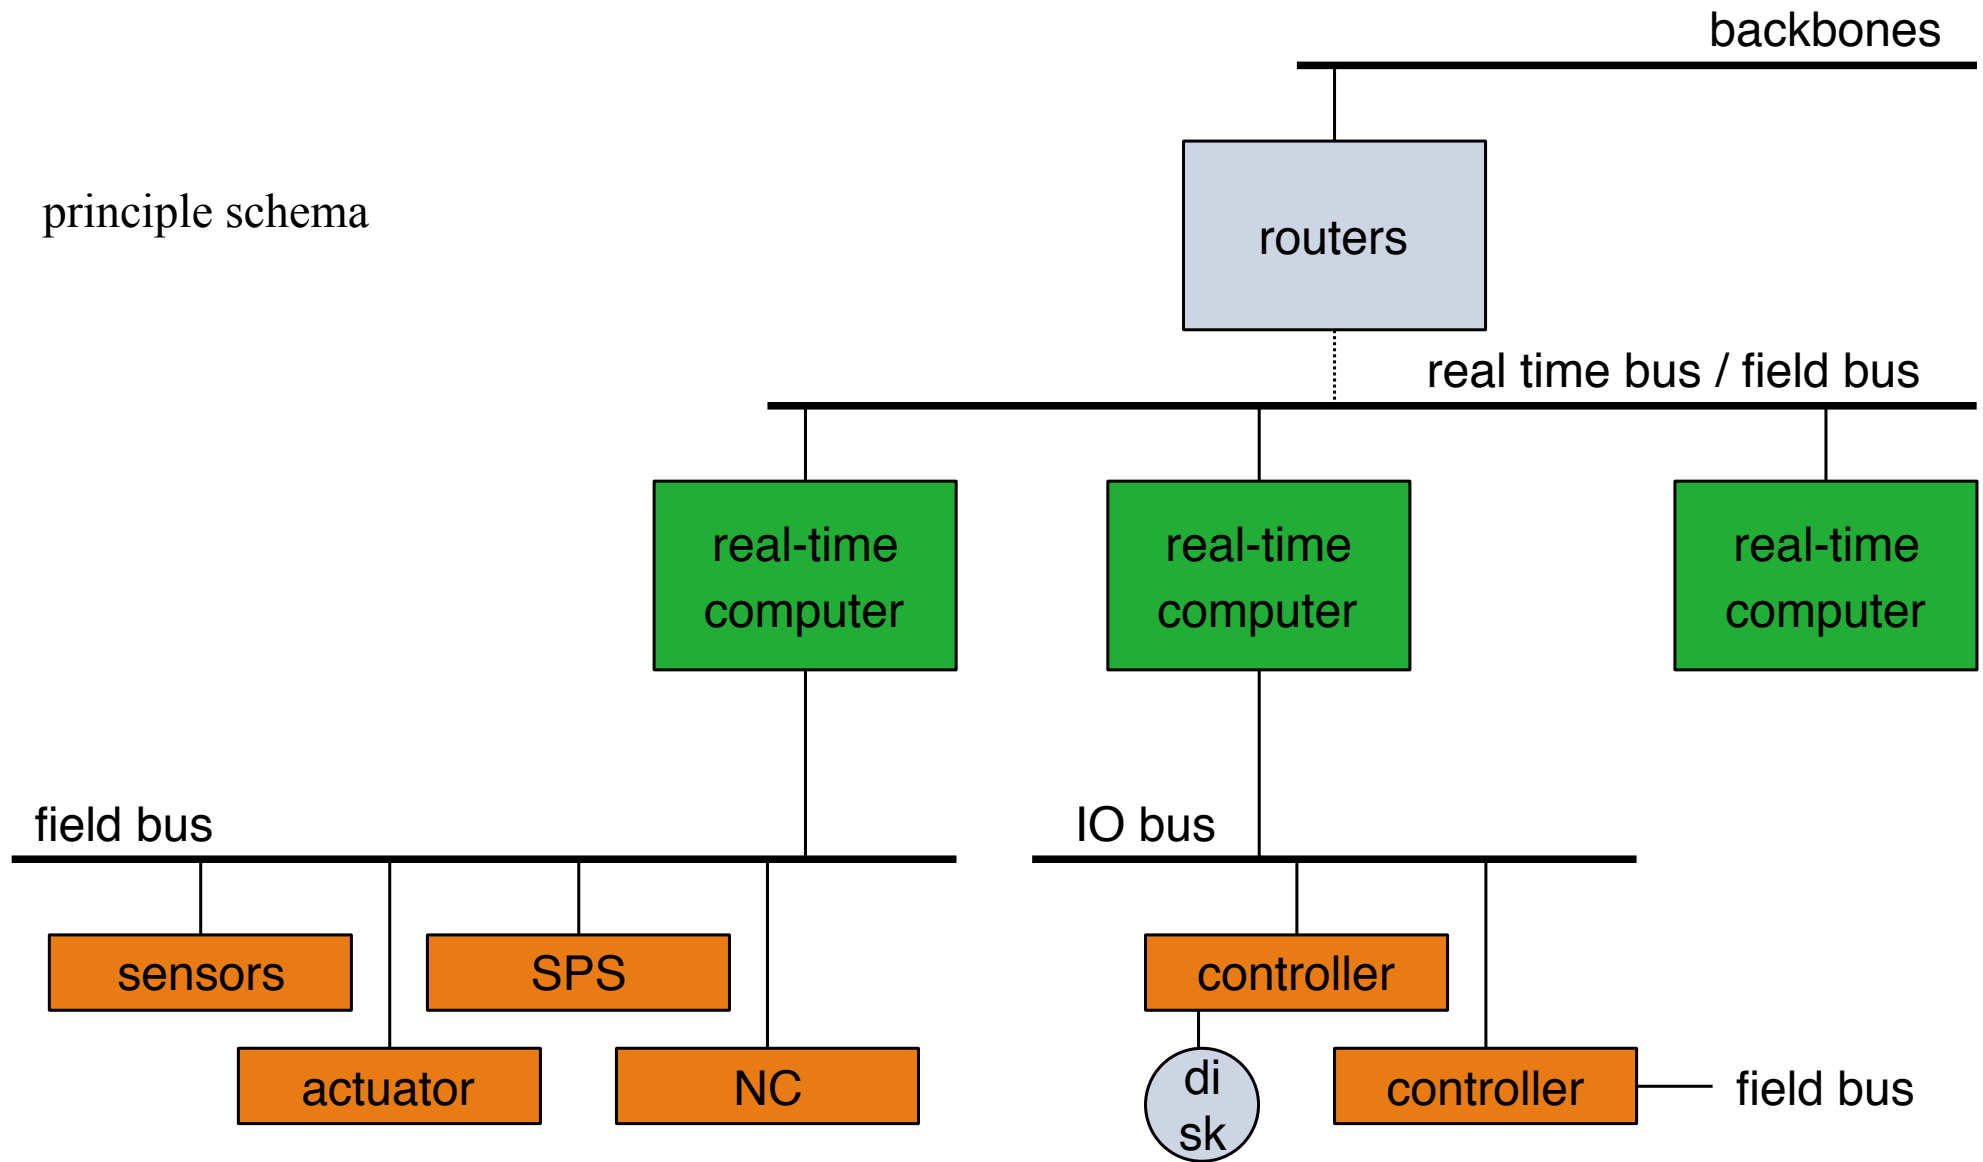 backbones
principle schema
routers
real time bus / field bus
real-time
computer
real-time
computer
real-time
computer
field bus
IO bus
sensors
SPS
controller
actuator
NC
di
sk
controller
field bus